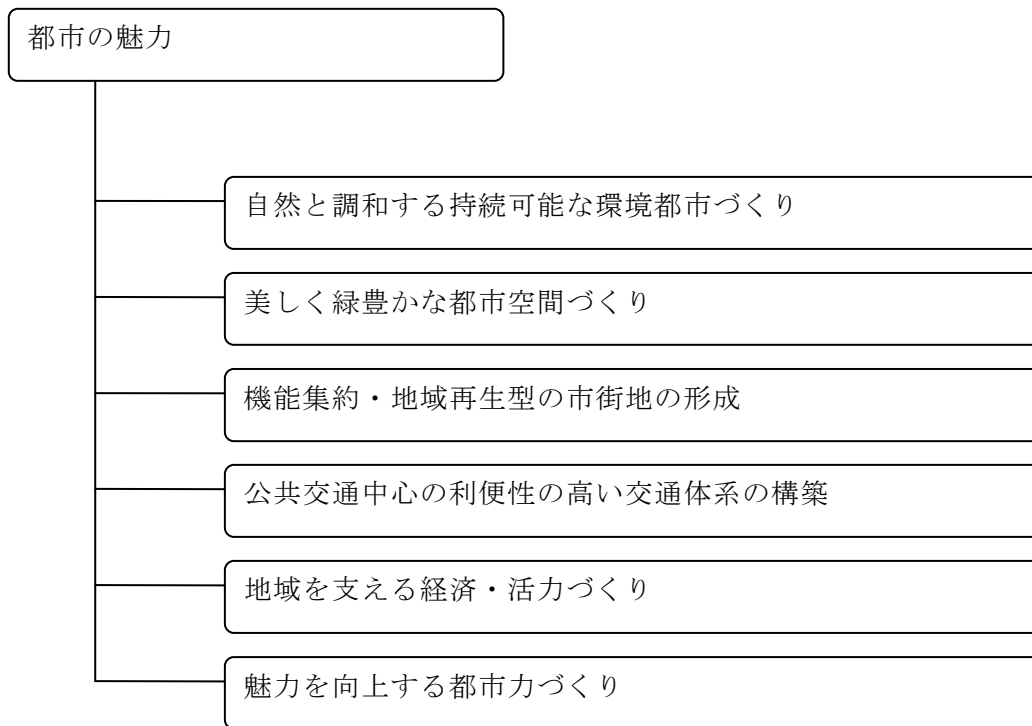 都市の魅力
自然と調和する持続可能な環境都市づくり
美しく緑豊かな都市空間づくり
機能集約・地域再生型の市街地の形成
公共交通中心の利便性の高い交通体系の構築
地域を支える経済・活力づくり
魅力を向上する都市力づくり